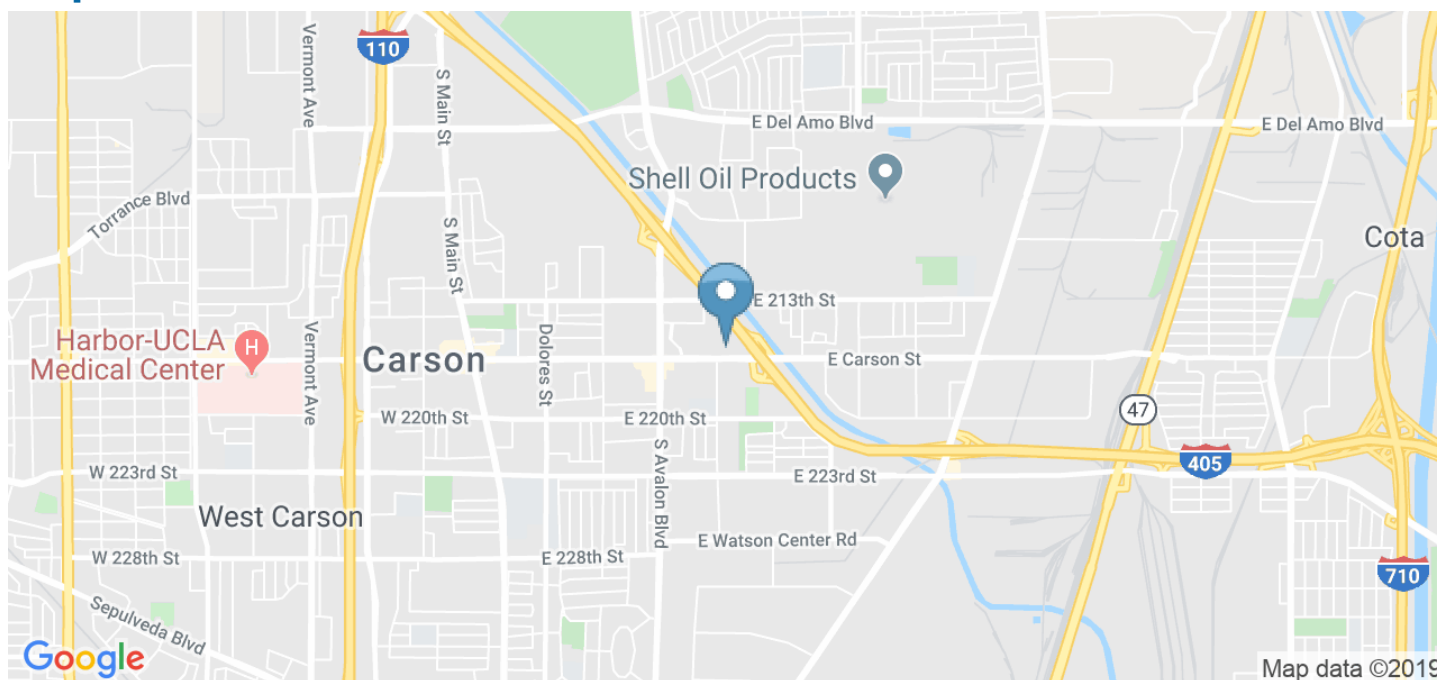 Vermont Ave
110
S Main St
E Del Amo Blvd
E Del Amo Blvd
Shell Oil Products
Torrance Blvd
S Main St
Cota
E 213th St
Harbor-UCLA
Medical Center
H
Vermont Ave
Carson
Dolores St
E Carson St
W 220th St
E 220th St
47
S Avalon Blvd
W 223rd St
E 223rd St
405
West Carson
E Watson Center Rd
W 228th St
E 228th St
710
Sepulveda Blvd
Google
Map data ©2019